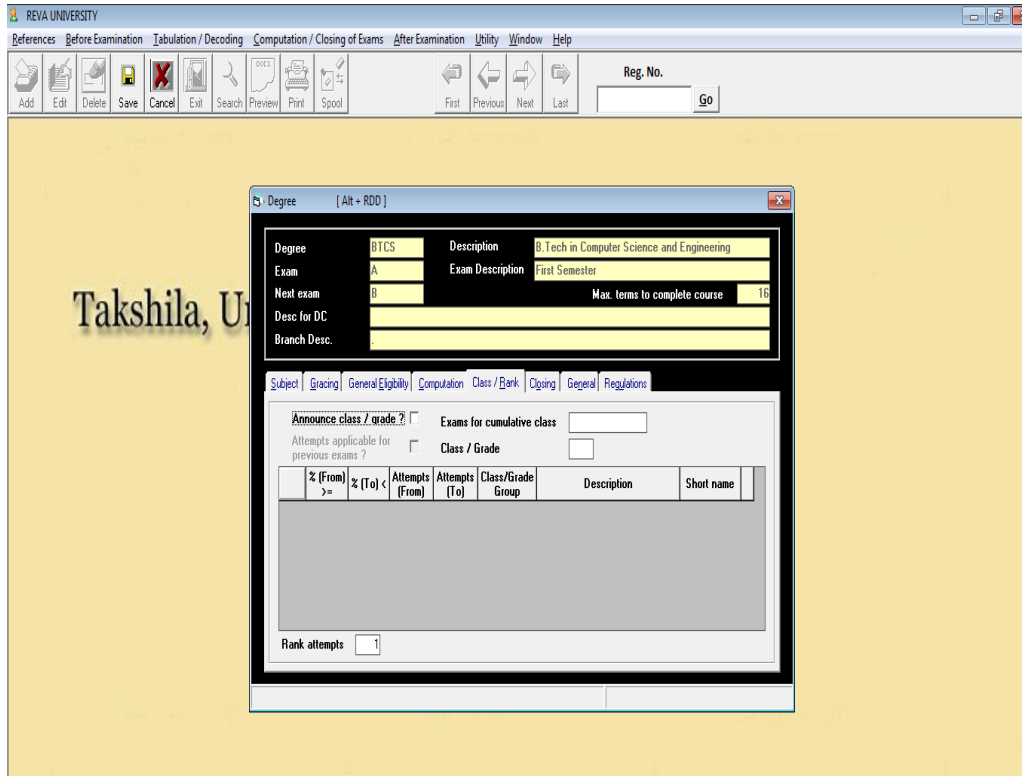 REVA UNIVERSITY
References Before Examination Tabulation / Decoding Computation / Closing of Exams After Examination Utility Window Help
Reg. No.
Add Edit Delete Save Cancel Exit Search Preview Print Spool First Previous Next Last Go
Degree [ Alt + RDD ]
Degree BTCS Description B.Tech in Computer Science and Engineering
Exam A Exam Description First Semester
Next exam B Max. terms to complete course 16
Desc for DC
Branch Desc. .
Takshila,
Subject Gracing General Eligibility Computation Class / Rank Closing General Regulations
Announce class / grade ? Exams for cumulative class
Attempts applicable for previous exams ? Class / Grade
% (From) >= % (To) < Attempts (From) Attempts (To) Class/Grade Group Description Short name
Rank attempts 1